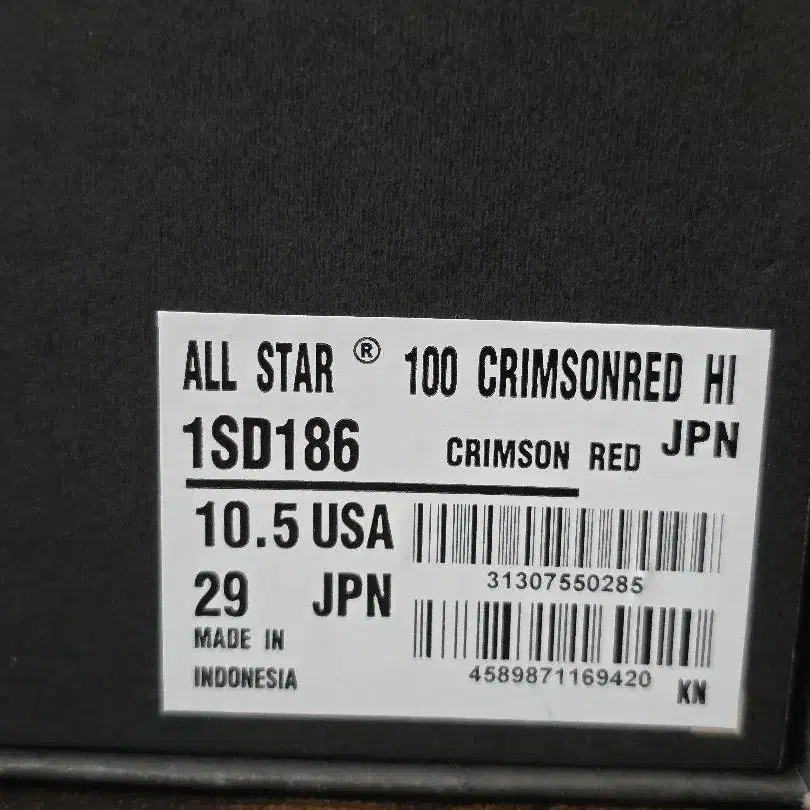 ALL STAR ® 100 CRIMSONRED HI
1SD186 CRIMSON RED JPN
10.5 USA
31307550285
29 JPN
MADE IN
INDONESIA
4589871169420 KN